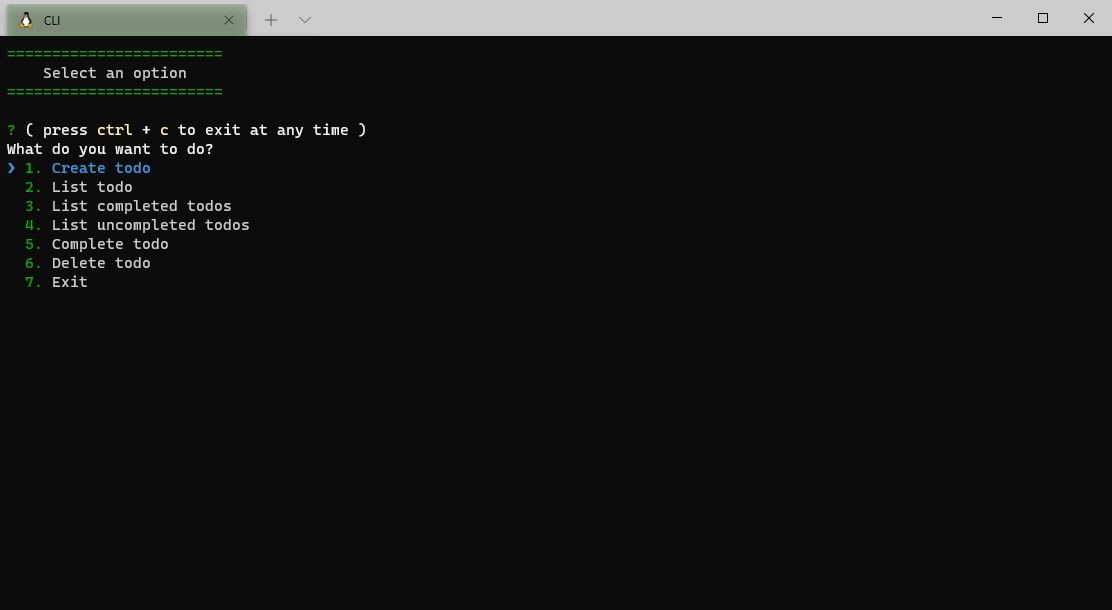 CLI
========================
Select an option
========================
? ( press ctrl + c to exit at any time )
What do you want to do?
❯ 1. Create todo
2. List todo
3. List completed todos
4. List uncompleted todos
5. Complete todo
6. Delete todo
7. Exit